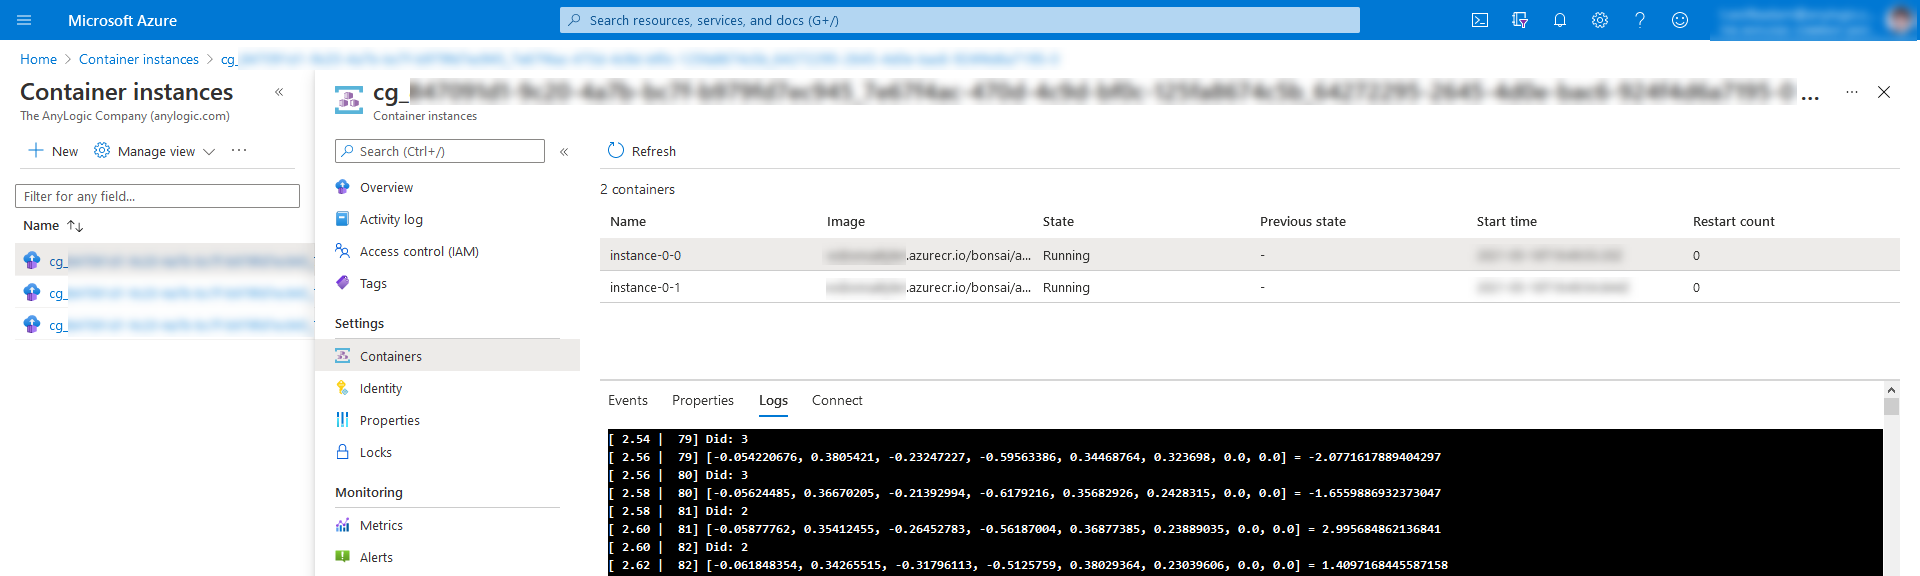 Microsoft Azure
Search resources, services, and docs (G+/)
Home > Container instances > cg_
Container instances
«
The AnyLogic Company (anylogic.com)
+ New Manage view ···
Filter for any field...
Name ↑↓
cg_
cg_
cg_
cg_
...
···
Container instances
Search (Ctrl+/)
«
Overview
Activity log
Access control (IAM)
Tags
Settings
Containers
Identity
Properties
Locks
Monitoring
Metrics
Alerts
Refresh
2 containers
Name Image State Previous state Start time Restart count
instance-0-0 .azurecr.io/bonsai/a... Running - 0
instance-0-1 .azurecr.io/bonsai/a... Running - 0
Events Properties Logs Connect
[ 2.54 | 79] Did: 3
[ 2.56 | 79] [-0.054220676, 0.3805421, -0.23247227, -0.59563386, 0.34468764, 0.323698, 0.0, 0.0] = -2.0771617889404297
[ 2.56 | 80] Did: 3
[ 2.58 | 80] [-0.05624485, 0.36670205, -0.21392994, -0.6179216, 0.35682926, 0.2428315, 0.0, 0.0] = -1.6559886932373047
[ 2.58 | 81] Did: 2
[ 2.60 | 81] [-0.05877762, 0.35412455, -0.26452783, -0.56187004, 0.36877385, 0.23889035, 0.0, 0.0] = 2.995684862136841
[ 2.60 | 82] Did: 2
[ 2.62 | 82] [-0.061848354, 0.34265515, -0.31796113, -0.5125759, 0.38029364, 0.23039606, 0.0, 0.0] = 1.4097168445587158